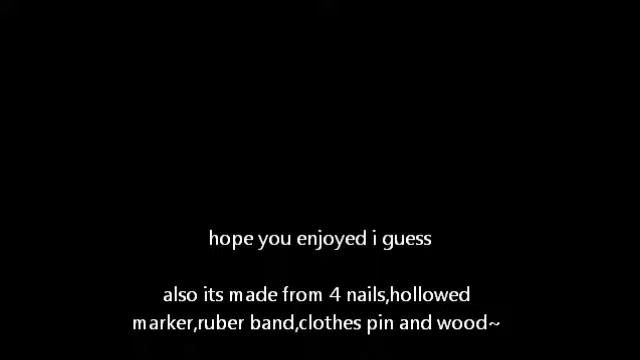 hope you enjoyed i guess
also its made from 4 nails,hollowed
marker,ruber band,clothes pin and wood~